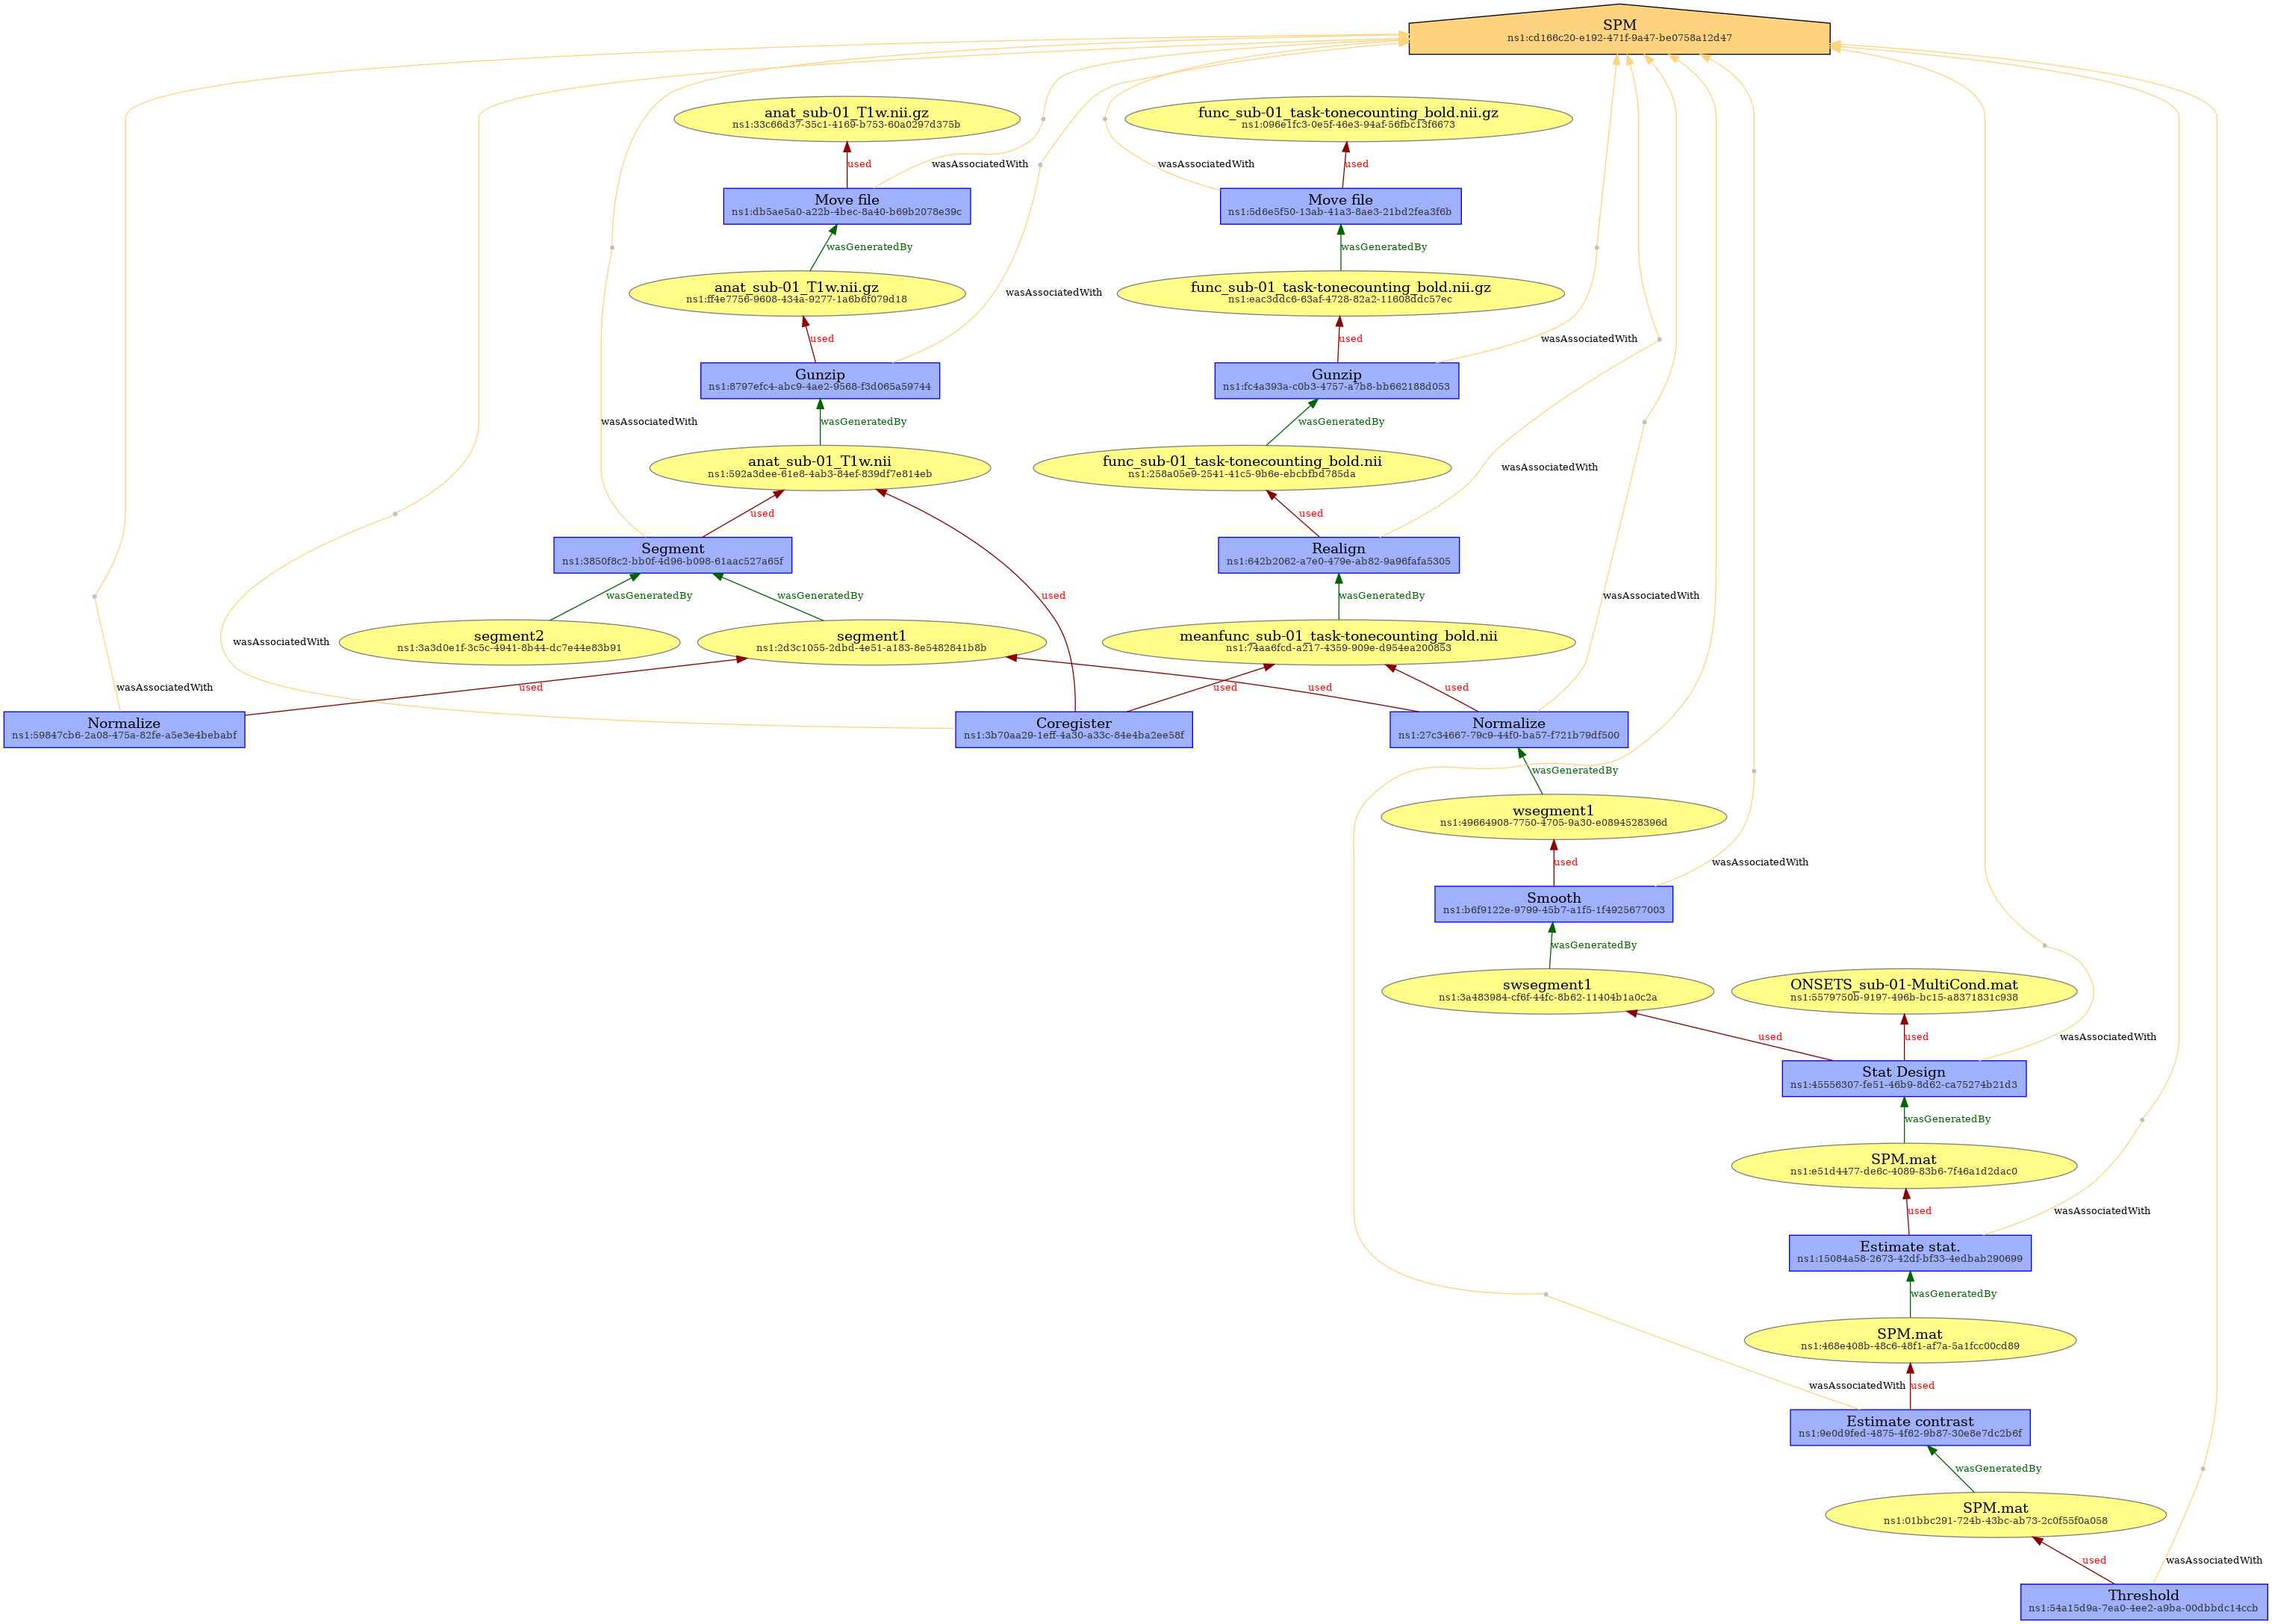 SPM
ns1:cd166c20-e192-471f-9a47-be0758a12d47
anat_sub-01_T1w.nii.gz
ns1:33c66d37-35c1-4169-b753-60a0297d375b
func_sub-01_task-tonecounting_bold.nii.gz
ns1:096e1fc3-0e5f-46e3-94af-56fbc13f6673
used
wasAssociatedWith
wasAssociatedWith
used
Move file
ns1:db5ae5a0-a22b-4bec-8a40-b69b2078e39c
Move file
ns1:5d6e5f50-13ab-41a3-8ae3-21bd2fea3f6b
wasGeneratedBy
wasGeneratedBy
anat_sub-01_T1w.nii.gz
ns1:ff4e7756-9608-434a-9277-1a6b6f079d18
wasAssociatedWith
func_sub-01_task-tonecounting_bold.nii.gz
ns1:eac3ddc6-63af-4728-82a2-11608ddc57ec
used
used
wasAssociatedWith
Gunzip
ns1:8797efc4-abc9-4ae2-9568-f3d065a59744
Gunzip
ns1:fc4a393a-c0b3-4757-a7b8-bb662188d053
wasAssociatedWith
wasGeneratedBy
wasGeneratedBy
anat_sub-01_T1w.nii
ns1:592a3dee-61e8-4ab3-84ef-839df7e814eb
func_sub-01_task-tonecounting_bold.nii
ns1:258a05e9-2541-41c5-9b6e-ebcbfbd785da
wasAssociatedWith
used
used
Segment
ns1:3850f8c2-bb0f-4d96-b098-61aac527a65f
Realign
ns1:642b2062-a7e0-479e-ab82-9a96fafa5305
wasGeneratedBy
wasGeneratedBy
used
wasGeneratedBy
wasAssociatedWith
wasAssociatedWith
segment2
ns1:3a3d0e1f-3c5c-4941-8b44-dc7e44e83b91
segment1
ns1:2d3c1055-2dbd-4e51-a183-8e5482841b8b
meanfunc_sub-01_task-tonecounting_bold.nii
ns1:74aa6fcd-a217-4359-909e-d954ea200853
wasAssociatedWith
used
used
used
used
Normalize
ns1:59847cb6-2a08-475a-82fe-a5e3e4bebabf
Coregister
ns1:3b70aa29-1eff-4a30-a33c-84e4ba2ee58f
Normalize
ns1:27c34667-79c9-44f0-ba57-f721b79df500
wasGeneratedBy
wsegment1
ns1:49664908-7750-4705-9a30-e0894528396d
used
wasAssociatedWith
Smooth
ns1:b6f9122e-9799-45b7-a1f5-1f4925677003
wasGeneratedBy
swsegment1
ns1:3a483984-cf6f-44fc-8b62-11404b1a0c2a
ONSETS_sub-01-MultiCond.mat
ns1:5579750b-9197-496b-bc15-a8371831c938
used
used
wasAssociatedWith
Stat Design
ns1:45556307-fe51-46b9-8d62-ca75274b21d3
wasGeneratedBy
SPM.mat
ns1:e51d4477-de6c-4089-83b6-7f46a1d2dac0
used
wasAssociatedWith
Estimate stat.
ns1:15084a58-2673-42df-bf33-4edbab290699
wasGeneratedBy
SPM.mat
ns1:468e408b-48c6-48f1-af7a-5a1fcc00cd89
wasAssociatedWith
used
Estimate contrast
ns1:9e0d9fed-4875-4f62-9b87-30e8e7dc2b6f
wasGeneratedBy
SPM.mat
ns1:01bbc291-724b-43bc-ab73-2c0f55f0a058
used
wasAssociatedWith
Threshold
ns1:54a15d9a-7ea0-4ee2-a9ba-00dbbdc14ccb